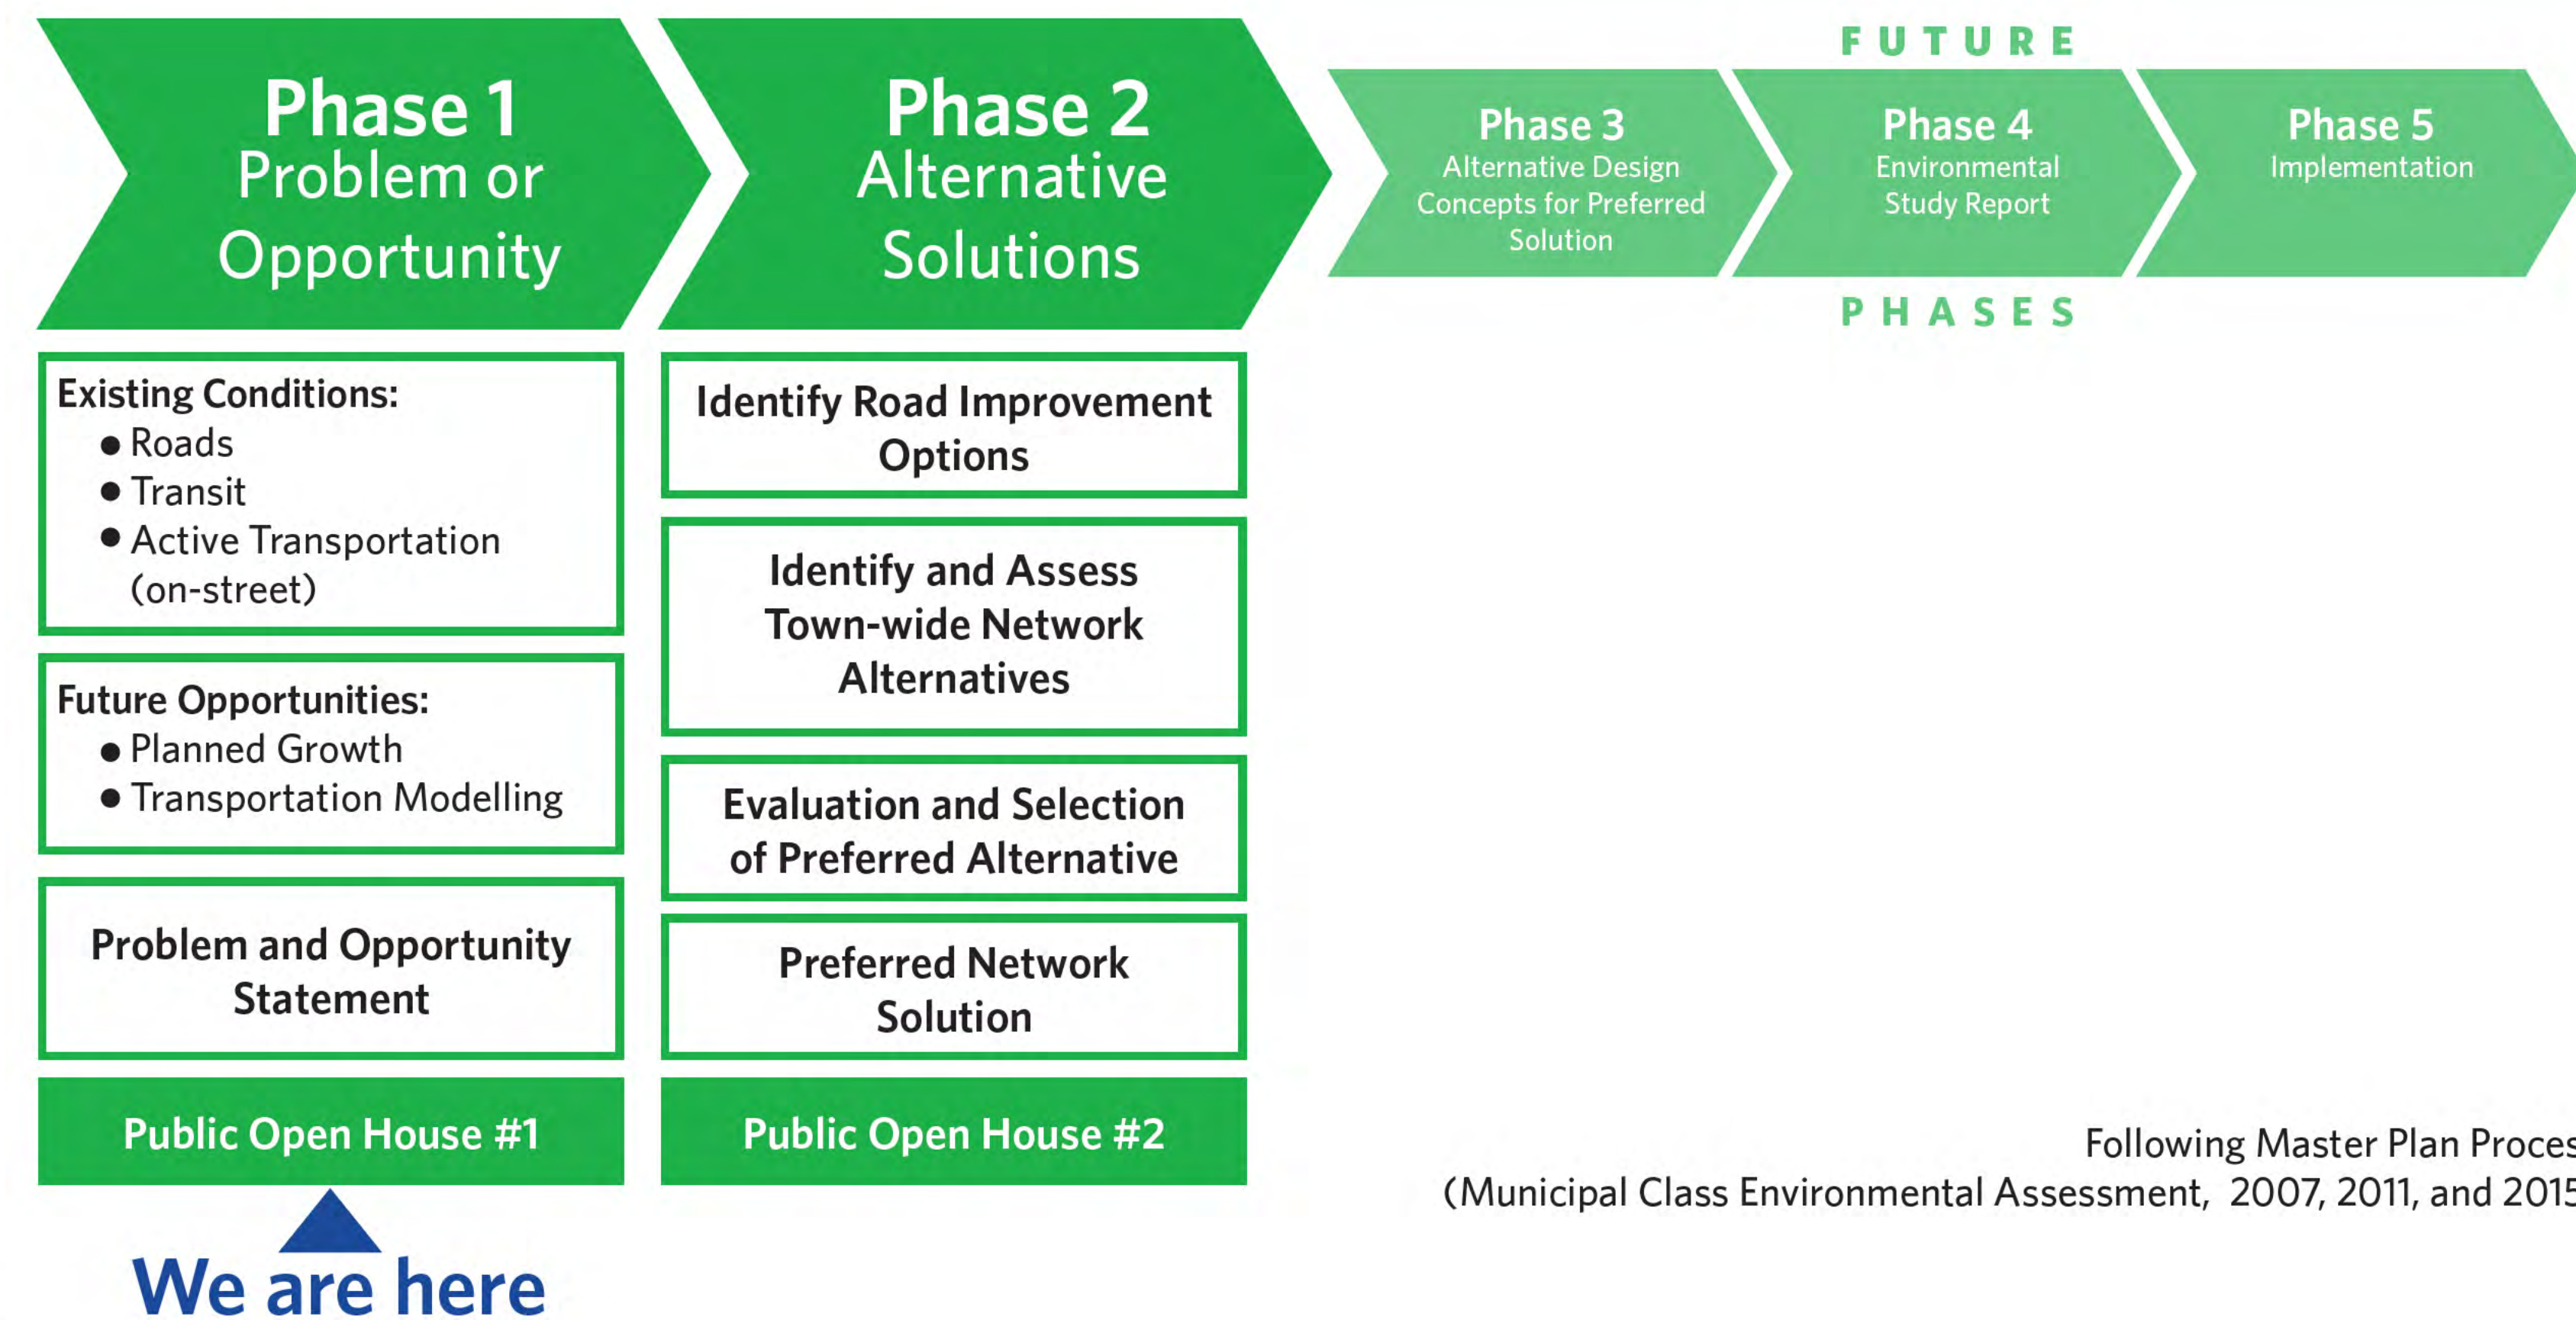 Phase 1
Problem or
Opportunity
Existing Conditions:
● Roads
● Transit
● Active Transportation
(on-street)
Future Opportunities:
● Planned Growth
● Transportation Modelling
Problem and Opportunity
Statement
Public Open House #1
We are here
Phase 2
Alternative
Solutions
Identify Road Improvement
Options
Identify and Assess
Town-wide Network
Alternatives
Evaluation and Selection
of Preferred Alternative
Preferred Network
Solution
Public Open House #2
FUTURE
Phase 3
Alternative Design
Concepts for Preferred
Solution
Phase 4
Environmental
Study Report
Phase 5
Implementation
PHASES
Following Master Plan Proces
(Municipal Class Environmental Assessment, 2007, 2011, and 2015